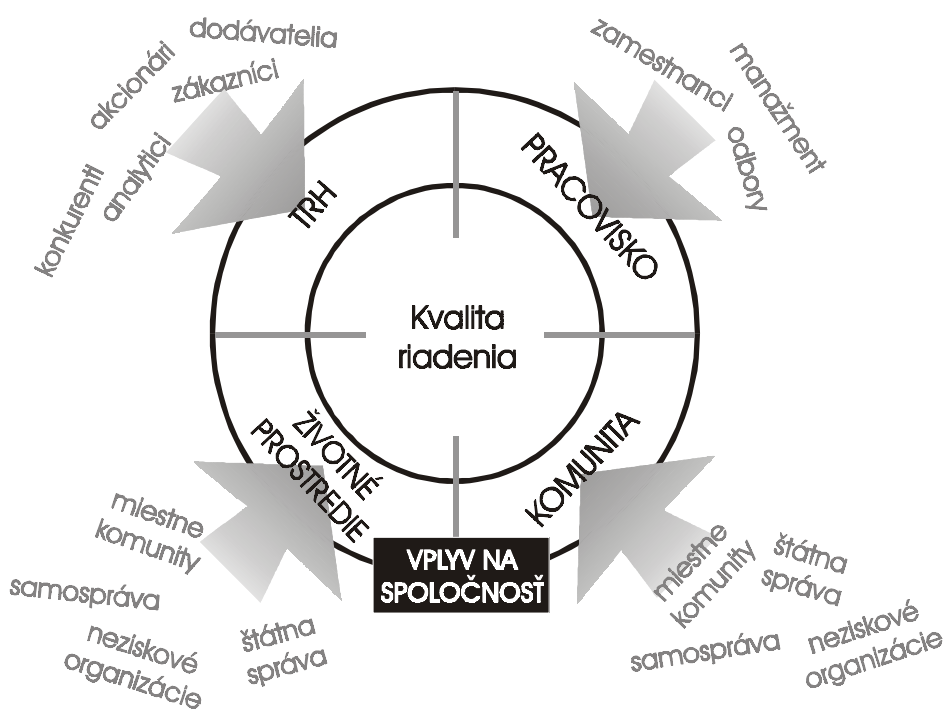 dodávatelia
akcionári
zákazníci
analytici
konkurenti
zamestnanci
manažment
odbory
TRH
PRACOVISKO
Kvalita
riadenia
ŽIVOTNÉ
PROSTREDIE
KOMUNITA
VPLYV NA
SPOLOČNOSŤ
miestne
komunity
samospráva
neziskové
organizácie
štátna
správa
miestne
komunity
štátna
správa
samospráva
neziskové
organizácie